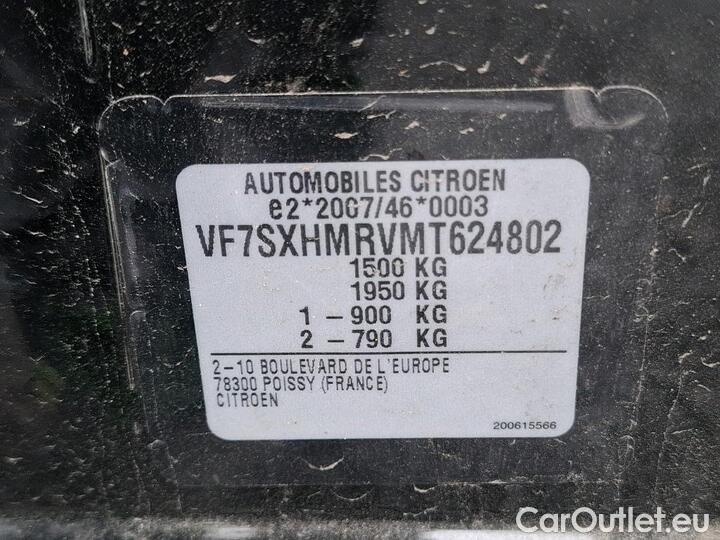 AUTOMOBILES CITROEN
e2*2007/46*0003
VF7SXHMRVMT624802
1500 KG
1950 KG
1 - 900 KG
2 - 790 KG
2-10 BOULEVARD DE L'EUROPE
78300 POISSY (FRANCE)
CITROEN
200615566
CarOutlet.eu